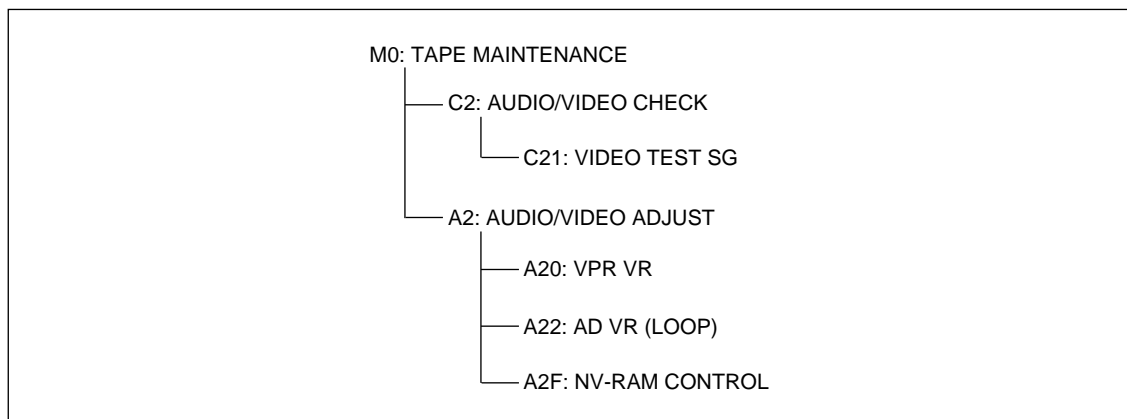 M0: TAPE MAINTENANCE
C2: AUDIO/VIDEO CHECK
C21: VIDEO TEST SG
A2: AUDIO/VIDEO ADJUST
A20: VPR VR
A22: AD VR (LOOP)
A2F: NV-RAM CONTROL